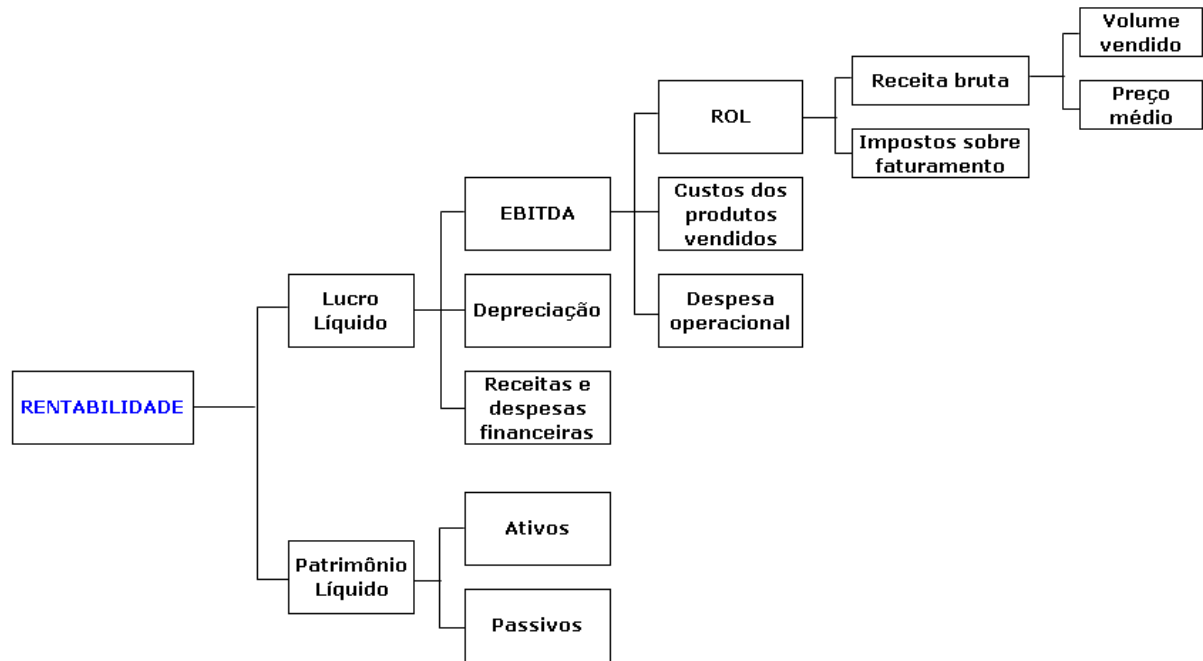 Volume
vendido
Receita bruta
Preço
médio
ROL
Impostos sobre
faturamento
EBITDA
Custos dos
produtos
vendidos
Lucro
Líquido
Depreciação
Despesa
operacional
RENTABILIDADE
Receitas e
despesas
financeiras
Ativos
Patrimônio
Líquido
Passivos